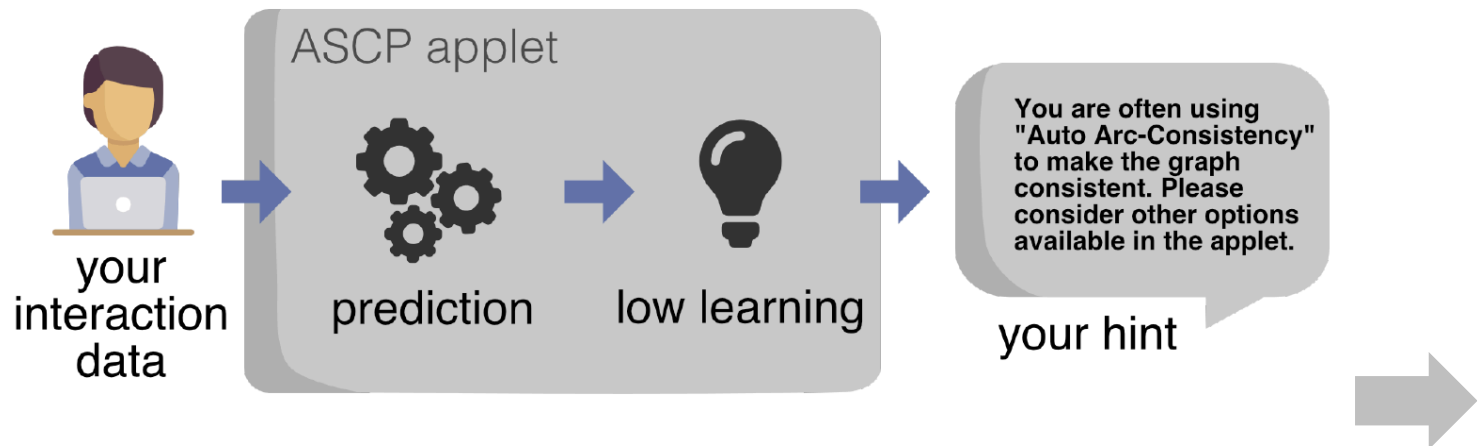 ASCP applet
your
interaction
data
prediction
low learning
You are often using
"Auto Arc-Consistency"
to make the graph
consistent. Please
consider other options
available in the applet.
your hint